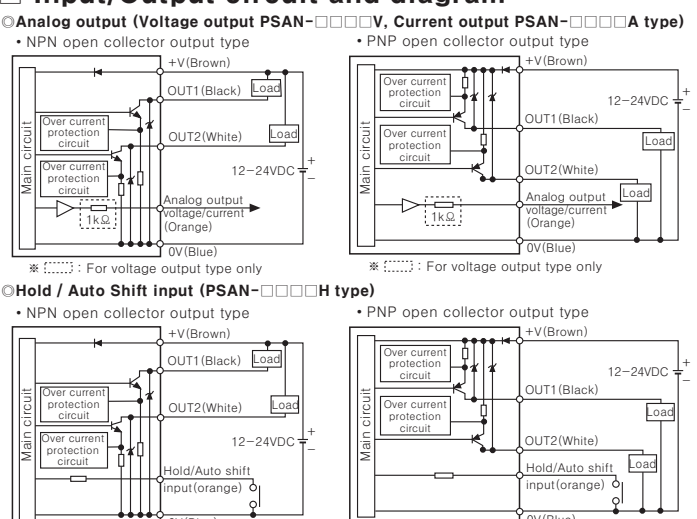 Input/Output circuit and diagram
◎Analog output (Voltage output PSAN-□□□□V, Current output PSAN-□□□□A type)
• NPN open collector output type
+V(Brown)
OUT1(Black)
Load
Over current
protection
circuit
OUT2(White)
Load
Over current
protection
circuit
12-24VDC
+
-
Main circuit
1kΩ
Analog output
voltage/current
(Orange)
0V(Blue)
※ : For voltage output type only
• PNP open collector output type
+V(Brown)
Over current
protection
circuit
12-24VDC
+
-
OUT1(Black)
Over current
protection
circuit
Load
OUT2(White)
Load
Main circuit
1kΩ
Analog output
voltage/current
(Orange)
0V(Blue)
※ : For voltage output type only
◎Hold / Auto Shift input (PSAN-□□□□H type)
• NPN open collector output type
+V(Brown)
OUT1(Black)
Load
Over current
protection
circuit
OUT2(White)
Load
Over current
protection
circuit
12-24VDC
+
-
Main circuit
Hold/Auto shift
input(orange)
0V(Blue)
• PNP open collector output type
+V(Brown)
Over current
protection
circuit
12-24VDC
+
-
OUT1(Black)
Over current
protection
circuit
Load
OUT2(White)
Load
Main circuit
Hold/Auto shift
input(orange)
0V(Blue)